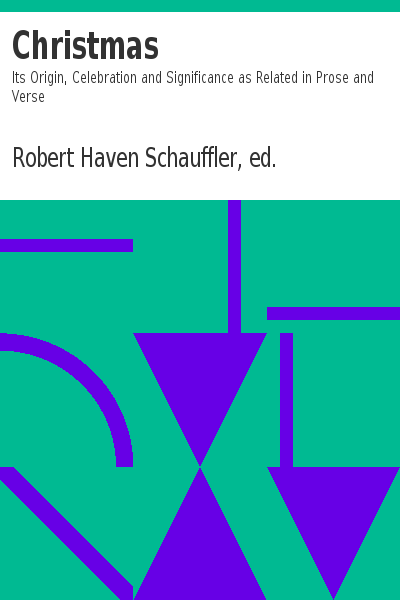 Christmas
Its Origin, Celebration and Significance as Related in Prose and
Verse
Robert Haven Schauffler, ed.